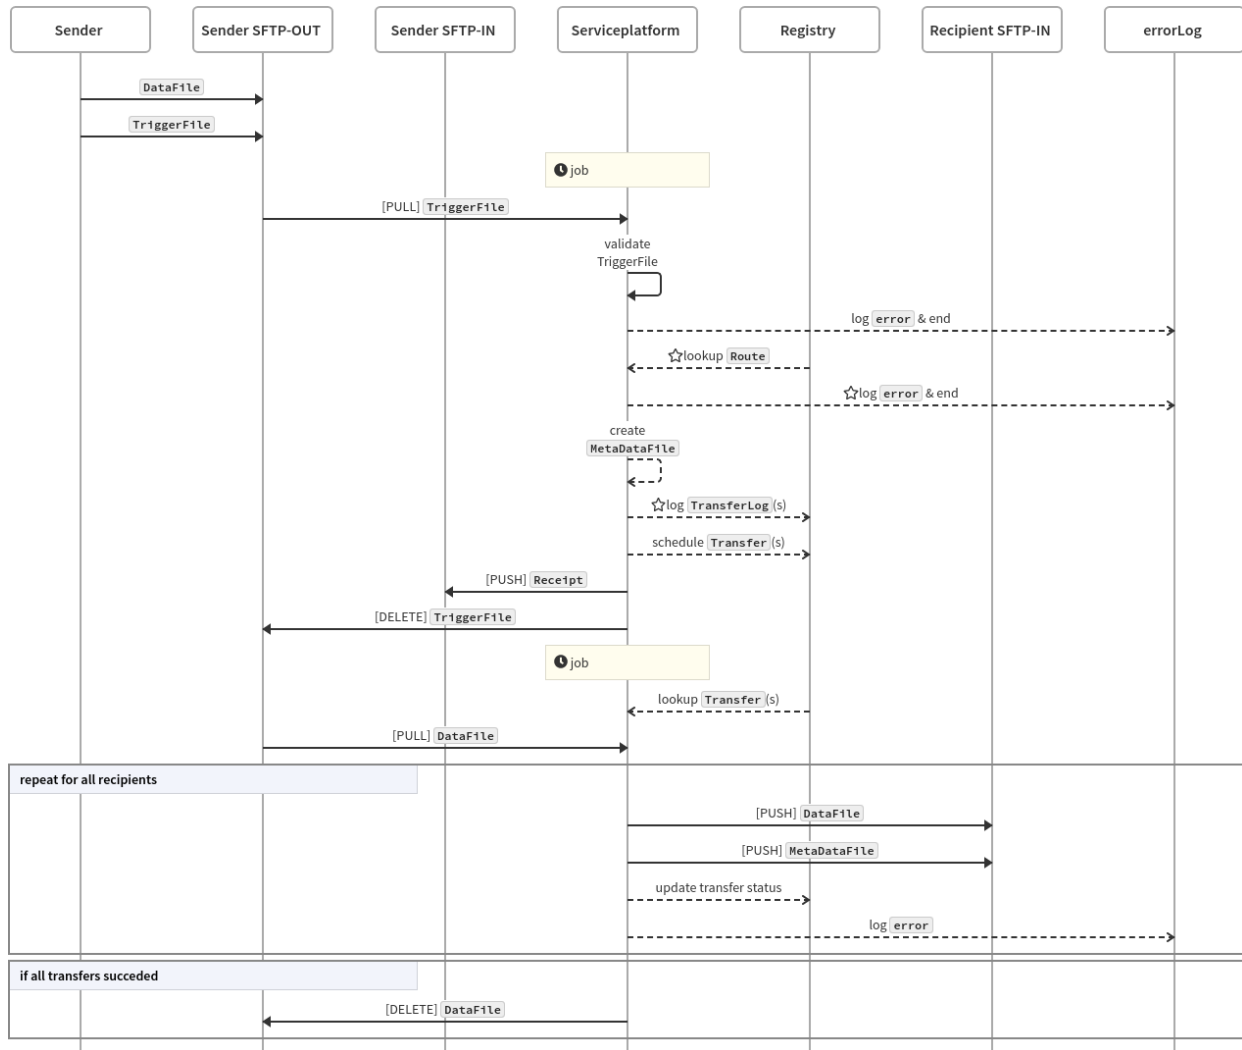 Sender
Sender SFTP-OUT
Sender SFTP-IN
Serviceplatform
Registry
Recipient SFTP-IN
errorLog
DataFile
TriggerFile
job
[PULL] TriggerFile
validate
TriggerFile
log error & end
lookup Route
log error & end
create
MetaDataFile
log TransferLog(s)
schedule Transfer(s)
[PUSH] Receipt
[DELETE] TriggerFile
job
lookup Transfer(s)
[PULL] DataFile
repeat for all recipients
[PUSH] DataFile
[PUSH] MetaDataFile
update transfer status
log error
if all transfers succeded
[DELETE] DataFile